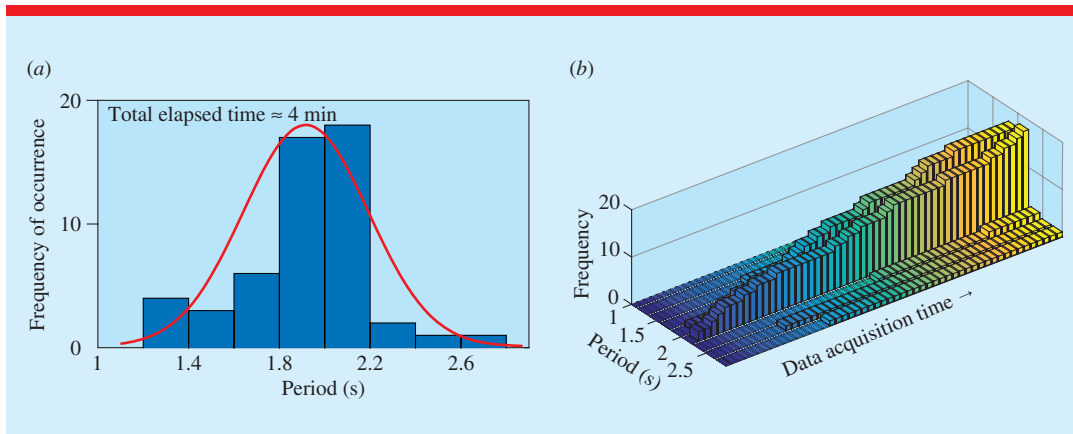 (a)
Total elapsed time ≈ 4 min
Frequency of occurrence
20
10
0
1
1.4
1.8
2.2
2.6
Period (s)
(b)
Frequency
20
10
0
1
1.5
2
2.5
Period (s)
Data acquisition time →